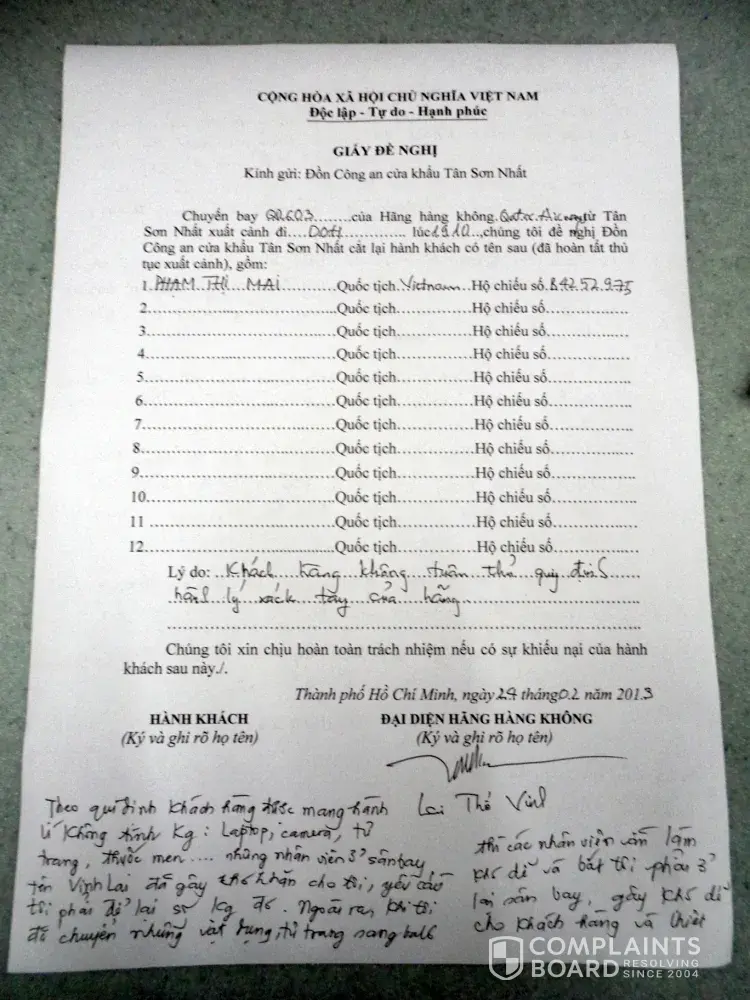 CỘNG HÒA XÃ HỘI CHỦ NGHĨA VIỆT NAM
Độc lập - Tự do - Hạnh phúc
GIẤY ĐỀ NGHỊ
Kính gửi: Đồn Công an cửa khẩu Tân Sơn Nhất
Chuyến bay QR603........của Hãng hàng không.Qatar.Airways từ Tân
Sơn Nhất xuất cảnh đi....DOH........lúc1910..,chúng tôi đề nghị Đồn
Công an cửa khẩu Tân Sơn Nhất cắt lại hành khách có tên sau (đã hoàn tất thủ
tục xuất cảnh), gồm:
1.PHẠM THỊ MAI..........Quốc tịch.Vietnam..Hộ chiếu số.B4252975
2.............................Quốc tịch..............Hộ chiếu số..............
3.............................Quốc tịch..............Hộ chiếu số..............
4.............................Quốc tịch..............Hộ chiếu số..............
5.............................Quốc tịch..............Hộ chiếu số..............
6.............................Quốc tịch..............Hộ chiếu số..............
7.............................Quốc tịch..............Hộ chiếu số..............
8.............................Quốc tịch..............Hộ chiếu số..............
9.............................Quốc tịch..............Hộ chiếu số..............
10............................Quốc tịch..............Hộ chiếu số..............
11 ...........................Quốc tịch..............Hộ chiếu số..............
12............................Quốc tịch..............Hộ chiếu số..............
Lý do: Khách hàng không tuân thủ quy định
hành lý xách tay của hãng
Chúng tôi xin chịu hoàn toàn trách nhiệm nếu có sự khiếu nại của hành
khách sau này./.
Thành phố Hồ Chí Minh, ngày 24 tháng 02 năm 2013
HÀNH KHÁCH
(Ký và ghi rõ họ tên)
ĐẠI DIỆN HÃNG HÀNG KHÔNG
(Ký và ghi rõ họ tên)
Lai Thế Vinh
Theo qui định khách hàng được mang hành
lí không tính Kg: Laptop, camera, tử
trang, thuốc men.... những nhân viên ở sân bay
tên Vinh Lai đã gây khó khăn cho tôi, yêu cầu
tôi phải để lại số kg đó. Ngoài ra, khi tôi
đã chuyển những vật dụng, tử trang sang
thì các nhân viên vẫn làm
khó dễ và bắt tôi phải ở
lại sân bay, gây khó dễ
cho khách hàng và
COMPLAINTS
BOARD RESOLVING
SINCE 2004